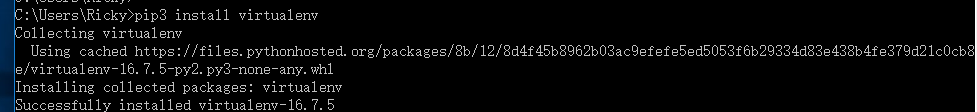 C:\Users\Ricky>pip3 install virtualenv
Collecting virtualenv
Using cached https://files.pythonhosted.org/packages/8b/12/8d4f45b8962b03ac9efefe5ed5053f6b29334d83e438b4fe379d21c0cb8
e/virtualenv-16.7.5-py2.py3-none-any.whl
Installing collected packages: virtualenv
Successfully installed virtualenv-16.7.5